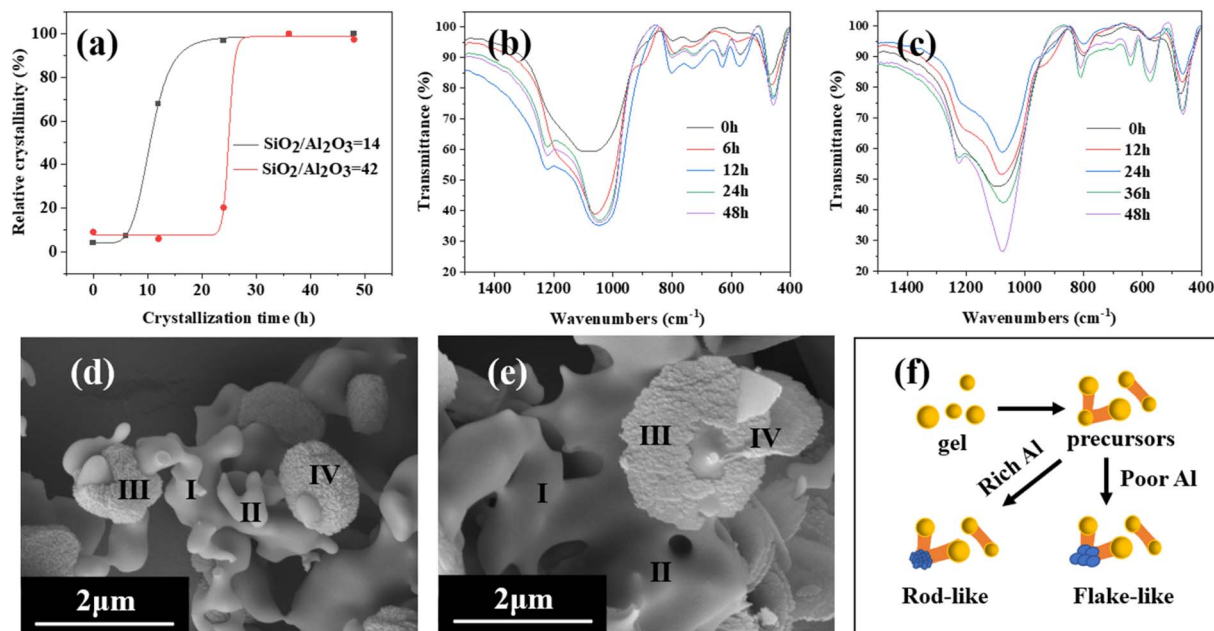 (a)
Relative crystallinity (%)
100
80
60
40
20
0
SiO2/Al2O3=14
SiO2/Al2O3=42
0
10
20
30
40
50
Crystallization time (h)
(b)
Transmittance (%)
100
90
80
70
60
50
40
30
20
0h
6h
12h
24h
48h
1400
1200
1000
800
600
400
Wavenumbers (cm-1)
(c)
Transmittance (%)
100
90
80
70
60
50
40
30
20
0h
12h
24h
36h
48h
1400
1200
1000
800
600
400
Wavenumbers (cm-1)
(d)
III
I
II
IV
2μm
(e)
III
IV
I
II
2μm
(f)
gel
precursors
Rich Al
Poor Al
Rod-like
Flake-like